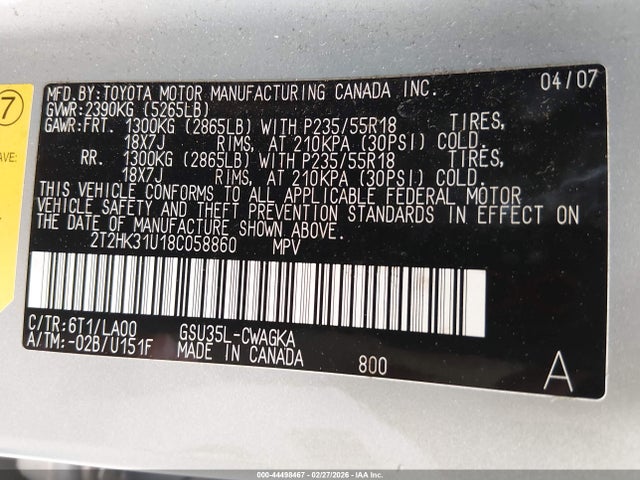 MFD.BY:TOYOTA MOTOR MANUFACTURING CANADA INC. 04/07
GVWR:2390KG (5265LB)
GAWR:FRT. 1300KG (2865LB) WITH P235/55R18 TIRES,
18X7J RIMS, AT 210KPA (30PSI) COLD.
RR. 1300KG (2865LB) WITH P235/55R18 TIRES,
18X7J RIMS, AT 210KPA (30PSI) COLD.
THIS VEHICLE CONFORMS TO ALL APPLICABLE FEDERAL MOTOR
VEHICLE SAFETY AND THEFT PREVENTION STANDARDS IN EFFECT ON
THE DATE OF MANUFACTURE SHOWN ABOVE.
2T2HK31U18C058860 MPV
C/TR:6T1/LA00 GSU35L-CWAGKA
A/TM:-02B/U151F MADE IN CANADA 800 A
7
AVE:
000-44498467 - 02/27/2026 - IAA Inc.